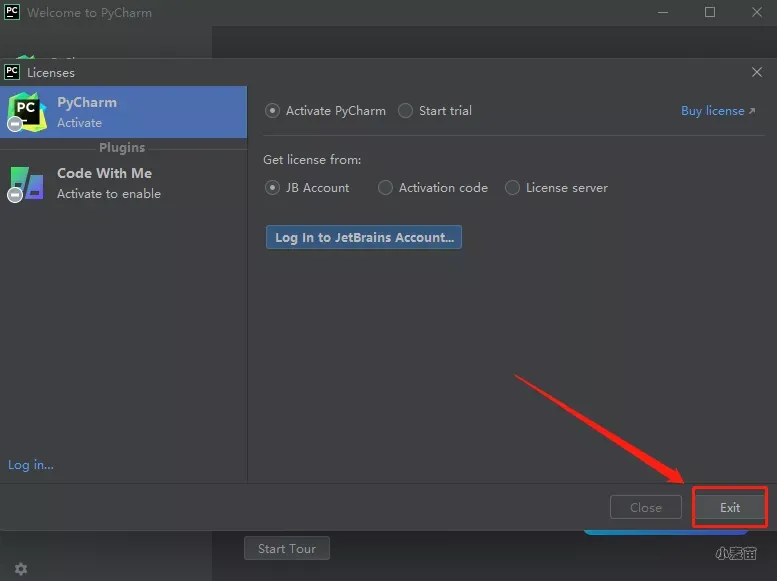 PC Welcome to PyCharm
PC Licenses
PC PyCharm
Activate
Plugins
Code With Me
Activate to enable
Log in...
Activate PyCharm Start trial Buy license
Get license from:
JB Account Activation code License server
Log In to JetBrains Account...
Close Exit
Start Tour
小麦苗